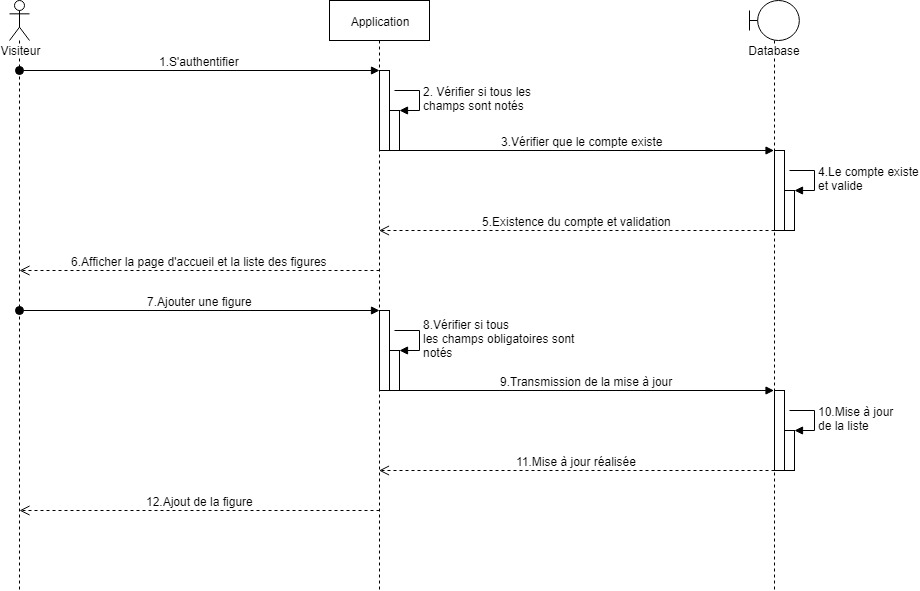 Visiteur
Application
Database
1.S'authentifier
2. Vérifier si tous les
champs sont notés
3.Vérifier que le compte existe
4.Le compte existe
et valide
5.Existence du compte et validation
6.Afficher la page d'accueil et la liste des figures
7.Ajouter une figure
8.Vérifier si tous
les champs obligatoires sont
notés
9.Transmission de la mise à jour
10.Mise à jour
de la liste
11.Mise à jour réalisée
12.Ajout de la figure